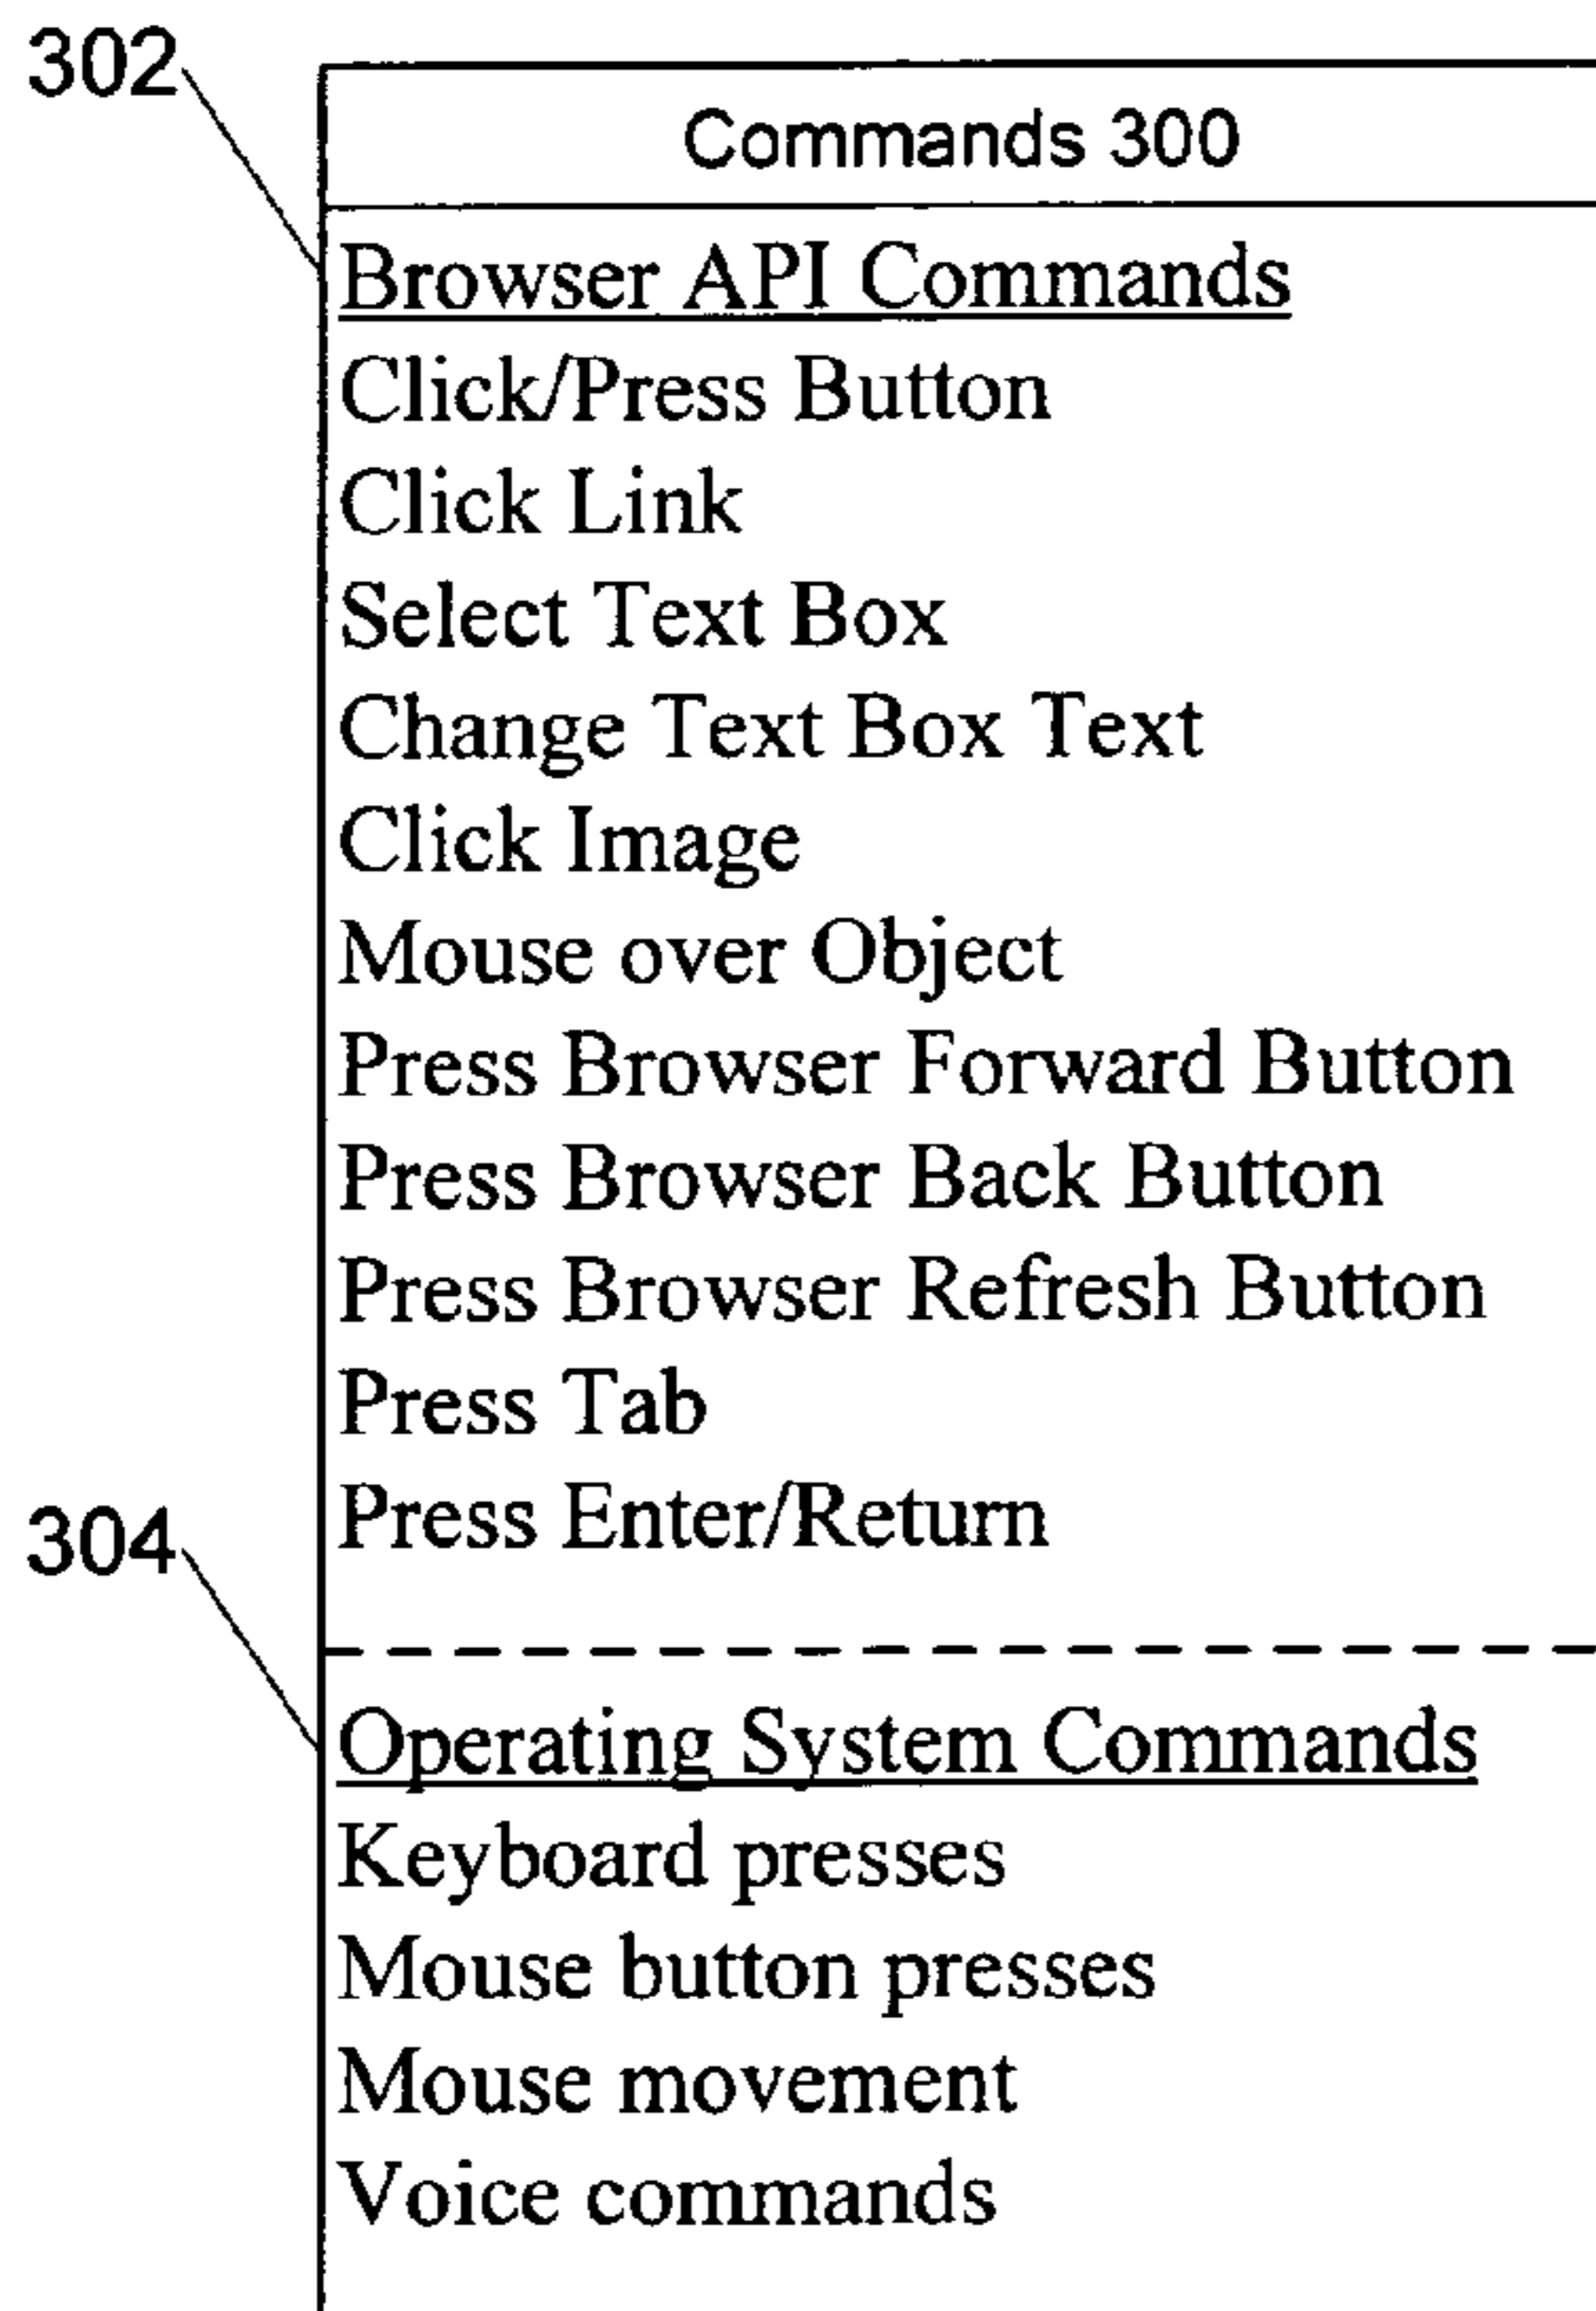 302
Commands 300
Browser API Commands
Click/Press Button
Click Link
Select Text Box
Change Text Box Text
Click Image
Mouse over Object
Press Browser Forward Button
Press Browser Back Button
Press Browser Refresh Button
Press Tab
Press Enter/Return
304
Operating System Commands
Keyboard presses
Mouse button presses
Mouse movement
Voice commands